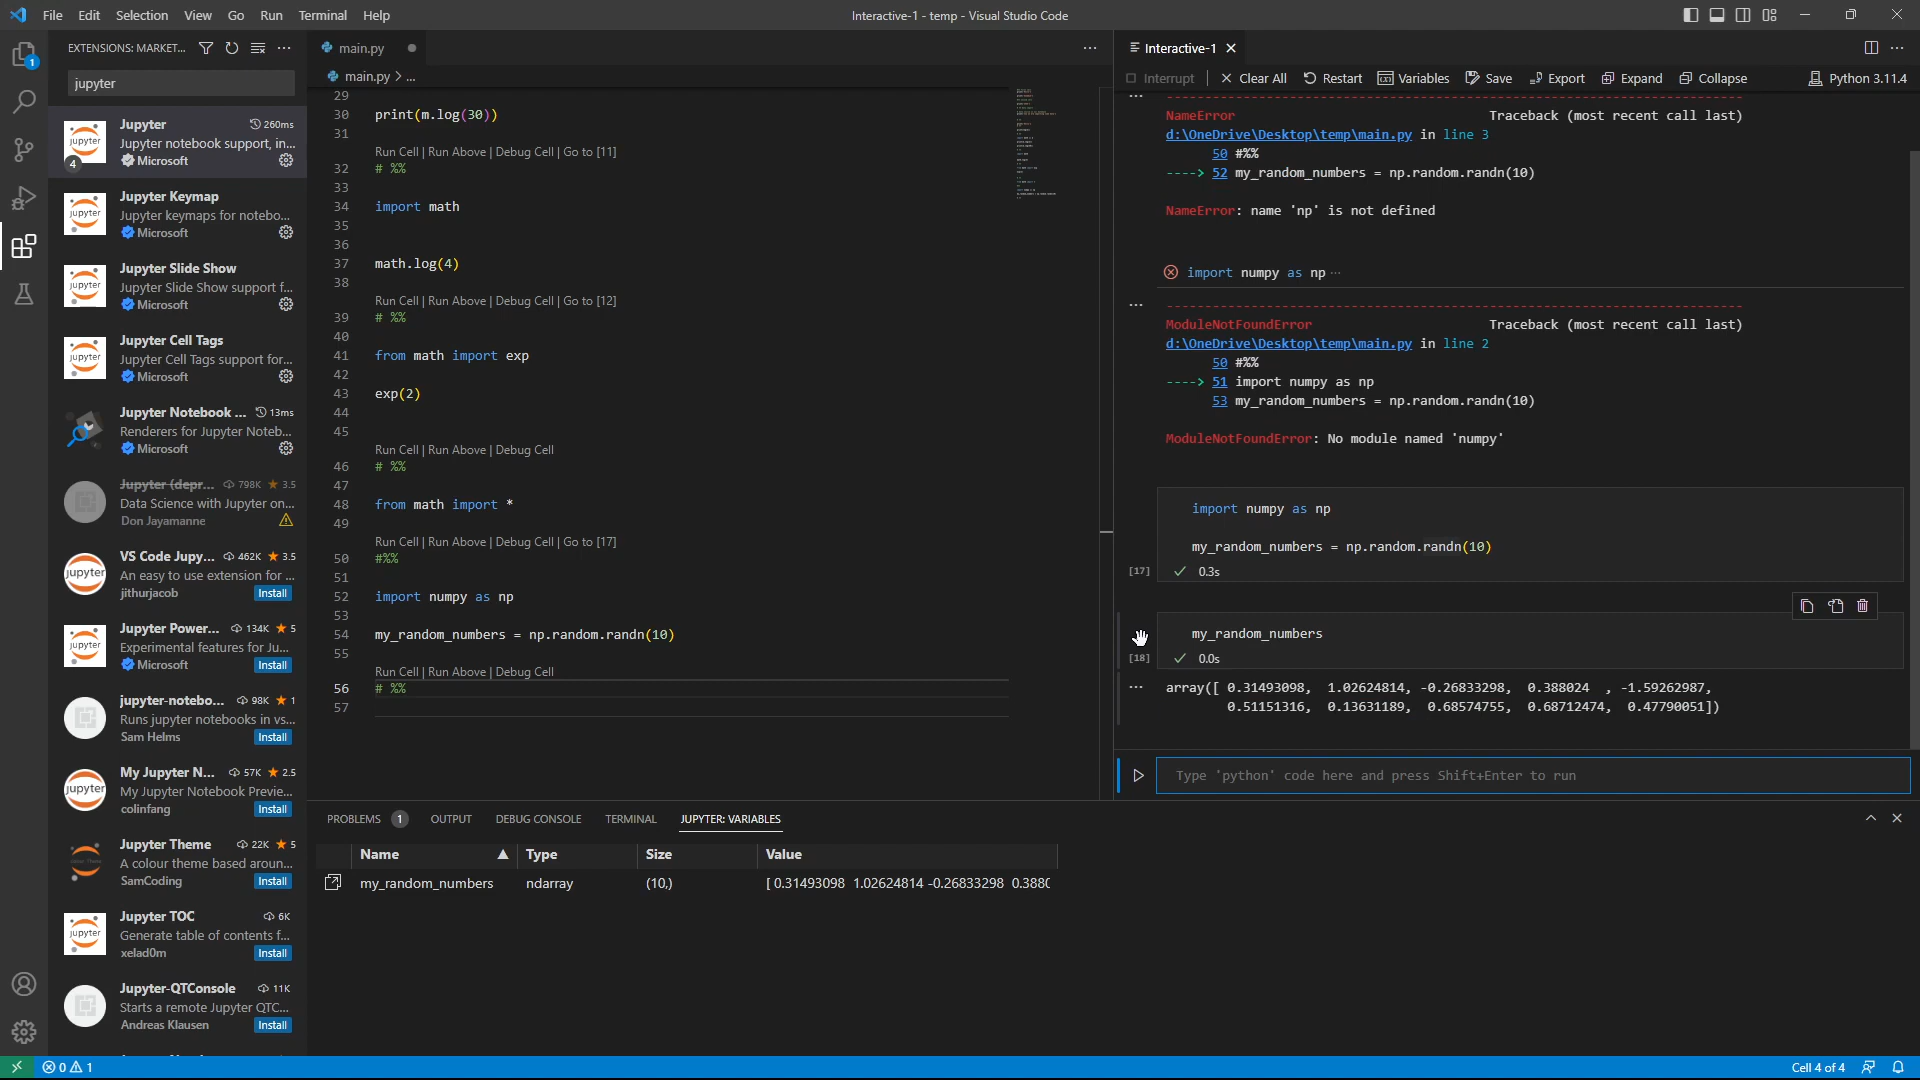 File Edit Selection View Go Run Terminal Help
Interactive-1 - temp - Visual Studio Code
EXTENSIONS: MARKET...
jupyter
1
Jupyter 260ms
Jupyter notebook support, in...
Microsoft
4
Jupyter Keymap
Jupyter keymaps for notebo...
Microsoft
Jupyter Slide Show
Jupyter Slide Show support f...
Microsoft
Jupyter Cell Tags
Jupyter Cell Tags support for...
Microsoft
Jupyter Notebook ... 13ms
Renderers for Jupyter Noteb...
Microsoft
Jupyter (depr... 798K 3.5
Data Science with Jupyter on...
Don Jayamanne
VS Code Jupy... 462K 3.5
An easy to use extension for ...
jithurjacob Install
Jupyter Power... 134K 5
Experimental features for Ju...
Microsoft Install
jupyter-notebo... 98K 1
Runs jupyter notebooks in vs...
Sam Helms Install
My Jupyter N... 57K 2.5
My Jupyter Notebook Previe...
colinfang Install
Jupyter Theme 22K 5
A colour theme based aroun...
SamCoding Install
Jupyter TOC 6K
Generate table of contents f...
xelad0m Install
Jupyter-QTConsole 11K
Starts a remote Jupyter QTC...
Andreas Klausen Install
main.py
main.py > ...
29
30 print(m.log(30))
31
Run Cell | Run Above | Debug Cell | Go to [11]
32 # %%
33
34 import math
35
36
37 math.log(4)
38
Run Cell | Run Above | Debug Cell | Go to [12]
39 # %%
40
41 from math import exp
42
43 exp(2)
44
45
Run Cell | Run Above | Debug Cell
46 # %%
47
48 from math import *
49
Run Cell | Run Above | Debug Cell | Go to [17]
50 #%%
51
52 import numpy as np
53
54 my_random_numbers = np.random.randn(10)
55
Run Cell | Run Above | Debug Cell
56 # %%
57
Interactive-1
Interrupt | Clear All Restart Variables Save Export Expand Collapse Python 3.11.4
NameError Traceback (most recent call last)
d:\OneDrive\Desktop\temp\main.py in line 3
50 #%%
----> 52 my_random_numbers = np.random.randn(10)
NameError: name 'np' is not defined
import numpy as np ...
ModuleNotFoundError Traceback (most recent call last)
d:\OneDrive\Desktop\temp\main.py in line 2
50 #%%
----> 51 import numpy as np
53 my_random_numbers = np.random.randn(10)
ModuleNotFoundError: No module named 'numpy'
import numpy as np
my_random_numbers = np.random.randn(10)
[17] 0.3s
my_random_numbers
[18] 0.0s
array([ 0.31493098, 1.02624814, -0.26833298, 0.388024 , -1.59262987,
0.51151316, 0.13631189, 0.68574755, 0.68712474, 0.47790051])
Type 'python' code here and press Shift+Enter to run
PROBLEMS 1 OUTPUT DEBUG CONSOLE TERMINAL JUPYTER: VARIABLES
Name Type Size Value
my_random_numbers ndarray (10,) [ 0.31493098 1.02624814 -0.26833298 0.3880
0 1
Cell 4 of 4